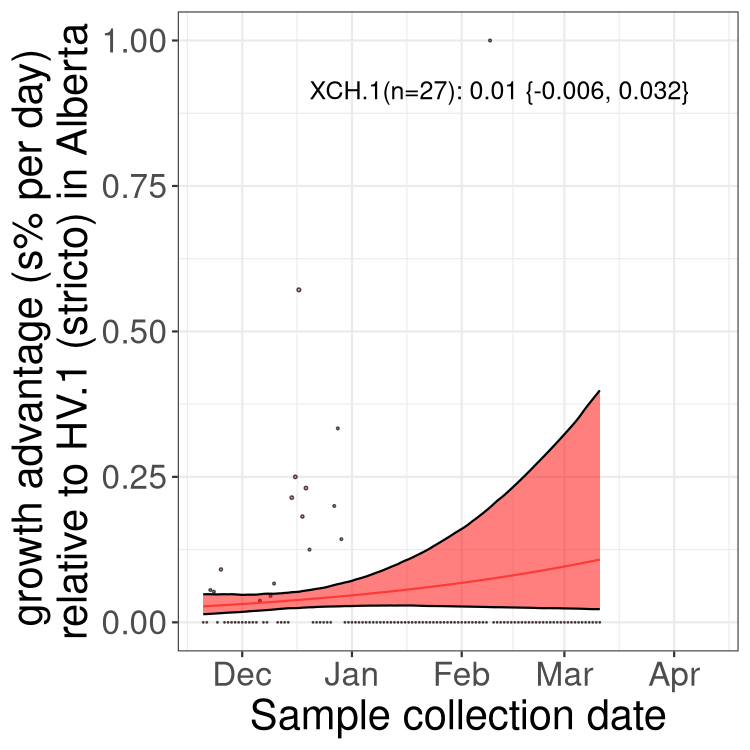 growth advantage (s% per day)
relative to HV.1 (stricto) in Alberta
1.00
0.75
0.50
0.25
0.00
XCH.1(n=27): 0.01 {-0.006, 0.032}
Dec
Jan
Feb
Mar
Apr
Sample collection date